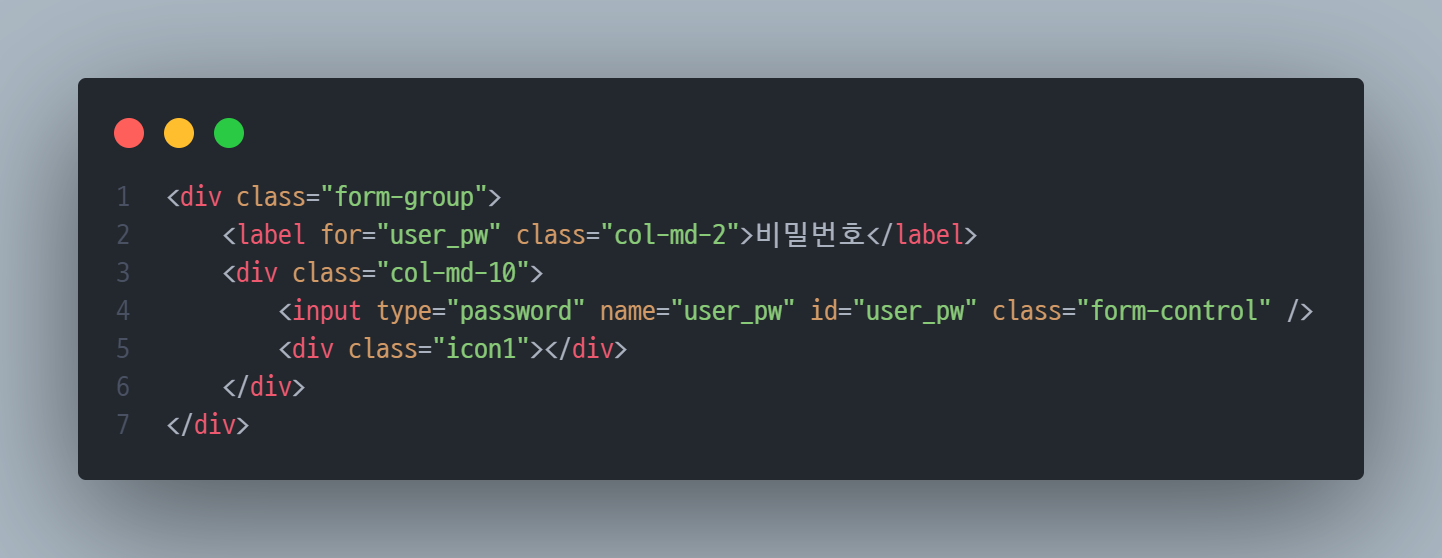 1 <div class="form-group">
2     <label for="user_pw" class="col-md-2">비밀번호</label>
3     <div class="col-md-10">
4         <input type="password" name="user_pw" id="user_pw" class="form-control" />
5         <div class="icon1"></div>
6     </div>
7 </div>